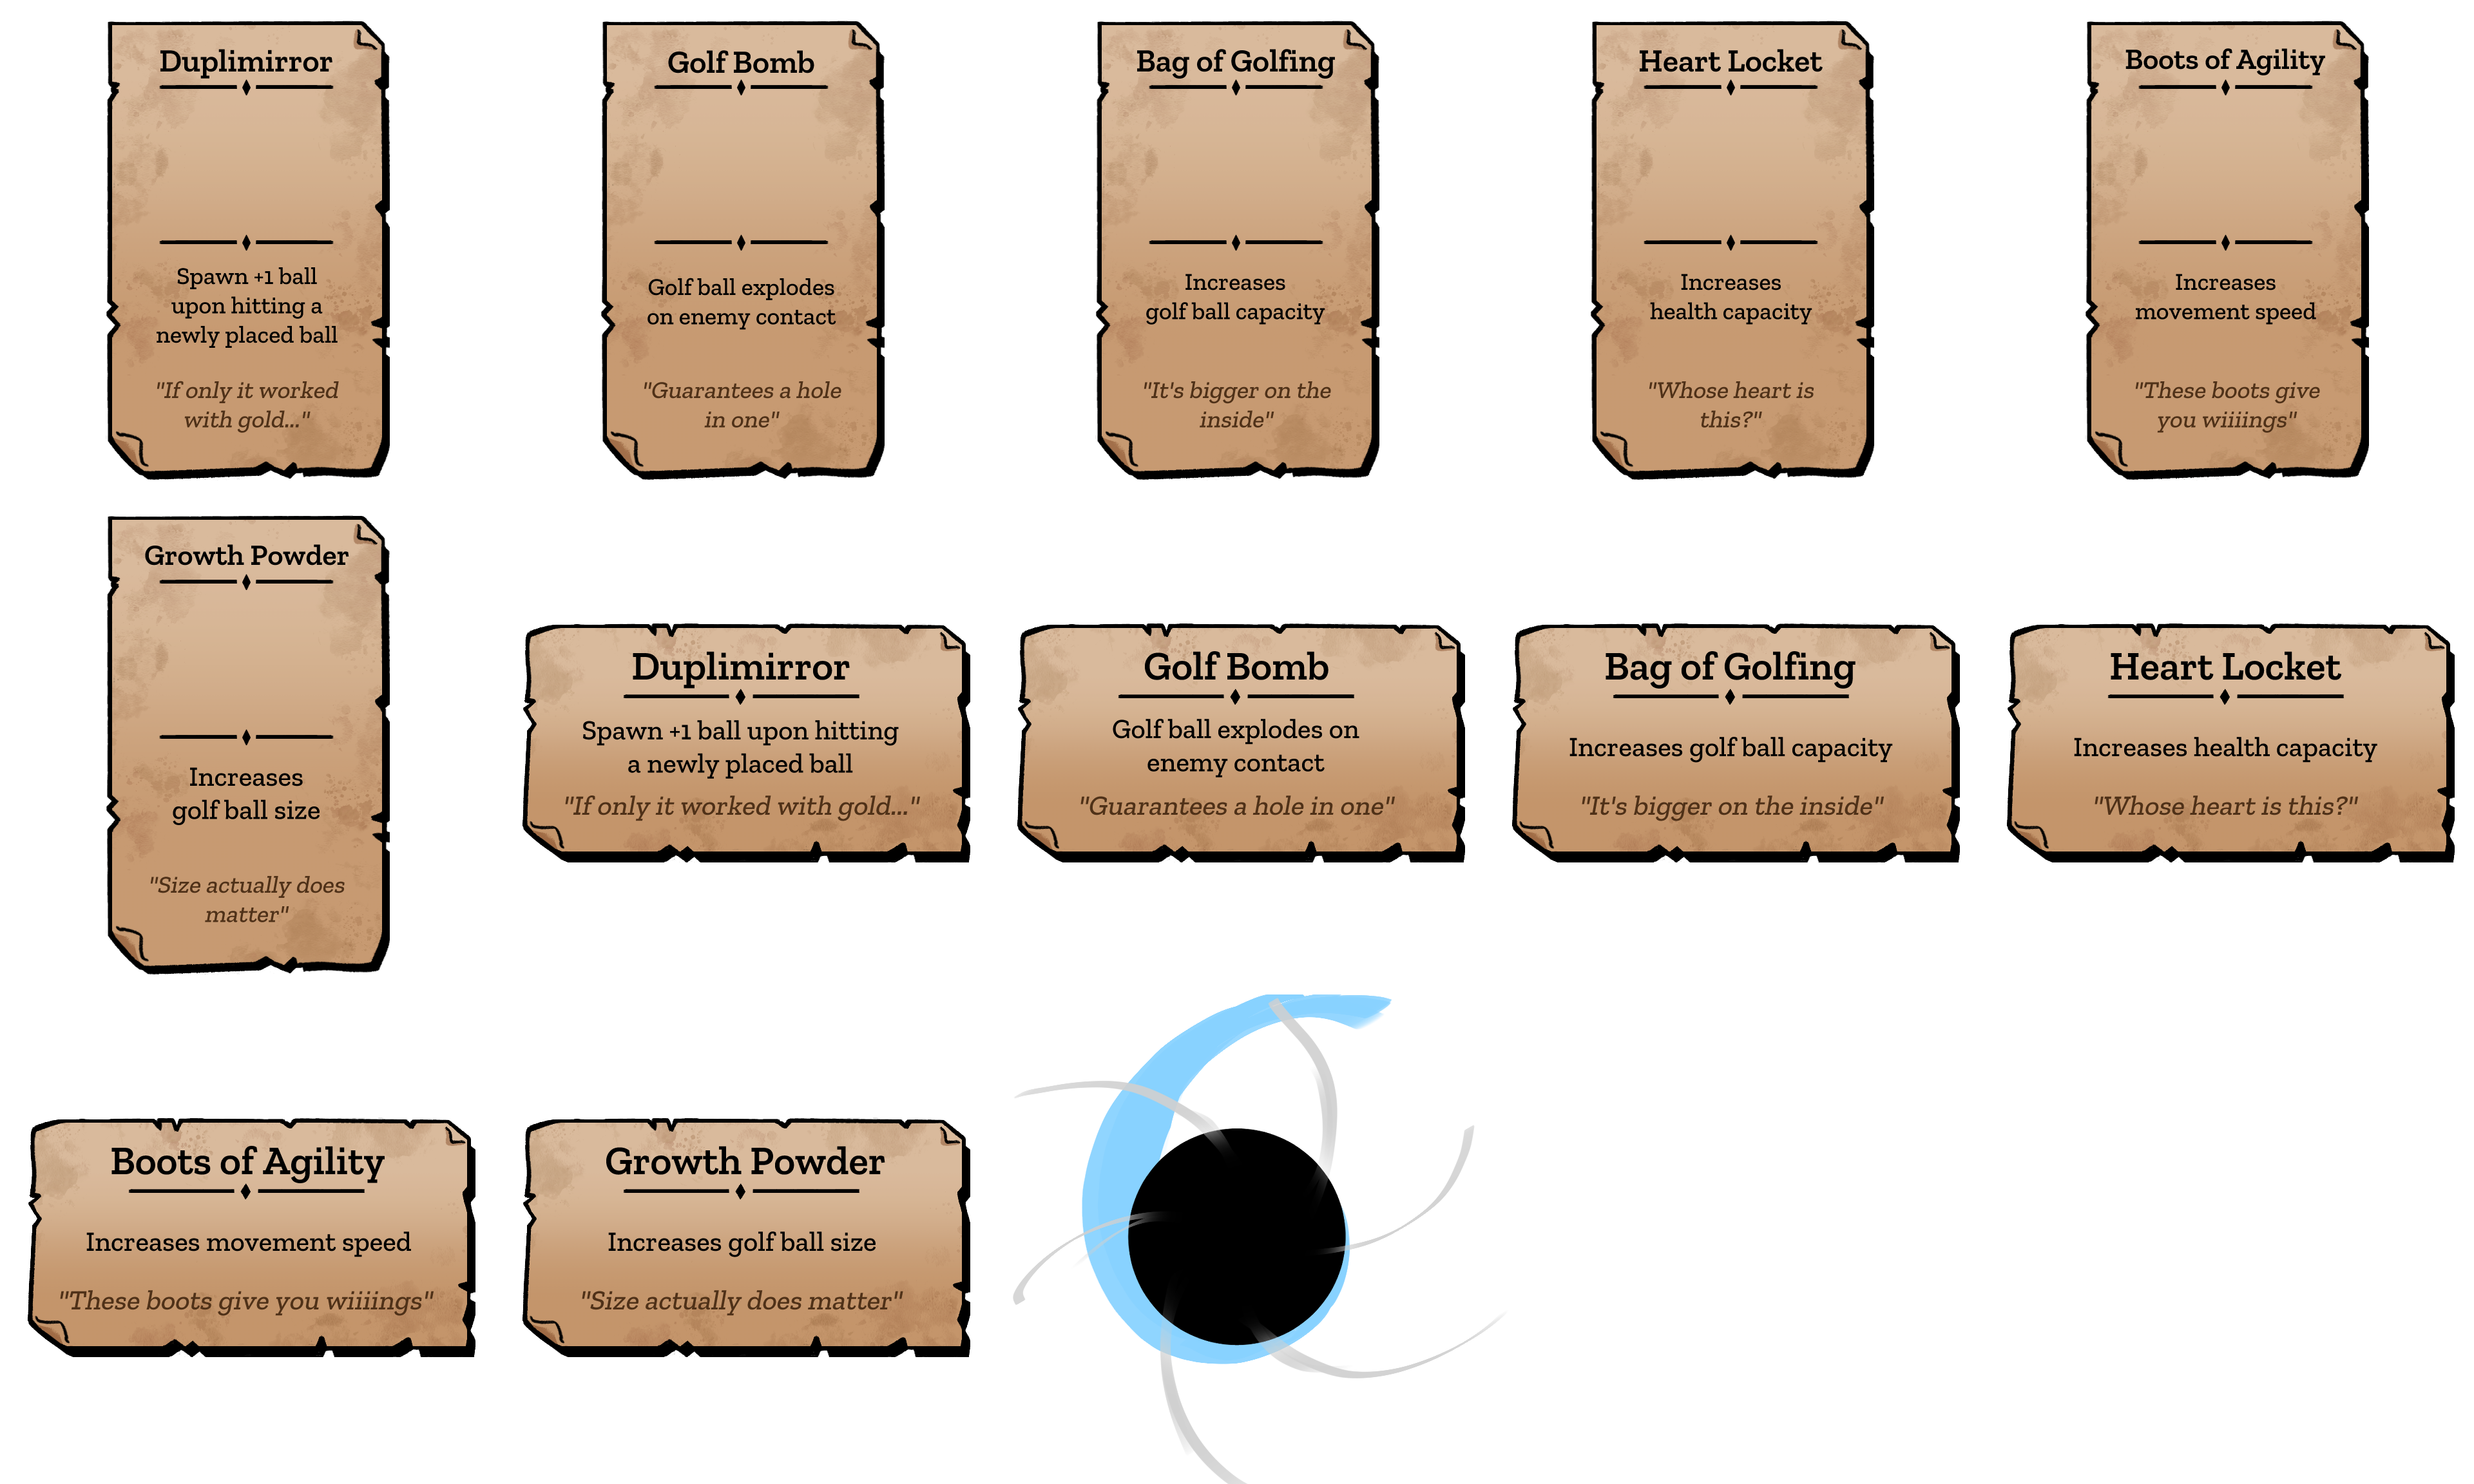 Duplimirror
Spawn +1 ball
upon hitting a
newly placed ball
"If only it worked
with gold..."
Golf Bomb
Golf ball explodes
on enemy contact
"Guarantees a hole
in one"
Bag of Golfing
Increases
golf ball capacity
"It's bigger on the
inside"
Heart Locket
Increases
health capacity
"Whose heart is
this?"
Boots of Agility
Increases
movement speed
"These boots give
you wiiiings"
Growth Powder
Increases
golf ball size
"Size actually does
matter"
Duplimirror
Spawn +1 ball upon hitting
a newly placed ball
"If only it worked with gold..."
Golf Bomb
Golf ball explodes on
enemy contact
"Guarantees a hole in one"
Bag of Golfing
Increases golf ball capacity
"It's bigger on the inside"
Heart Locket
Increases health capacity
"Whose heart is this?"
Boots of Agility
Increases movement speed
"These boots give you wiiiings"
Growth Powder
Increases golf ball size
"Size actually does matter"